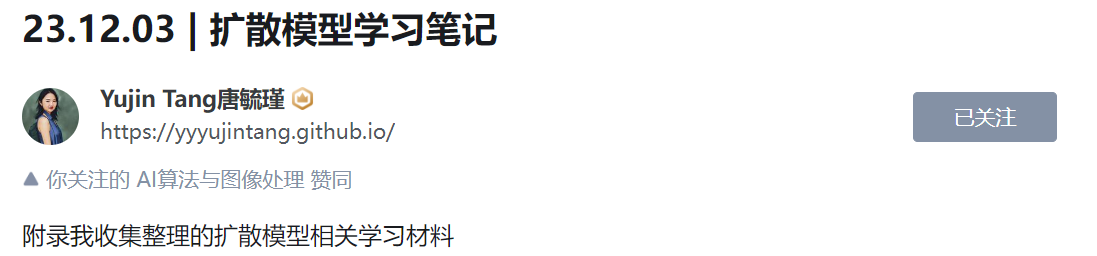 23.12.03 | 扩散模型学习笔记
Yujin Tang唐毓瑾
https://yyyujintang.github.io/
已关注
你关注的 AI算法与图像处理 赞同
附录我收集整理的扩散模型相关学习材料